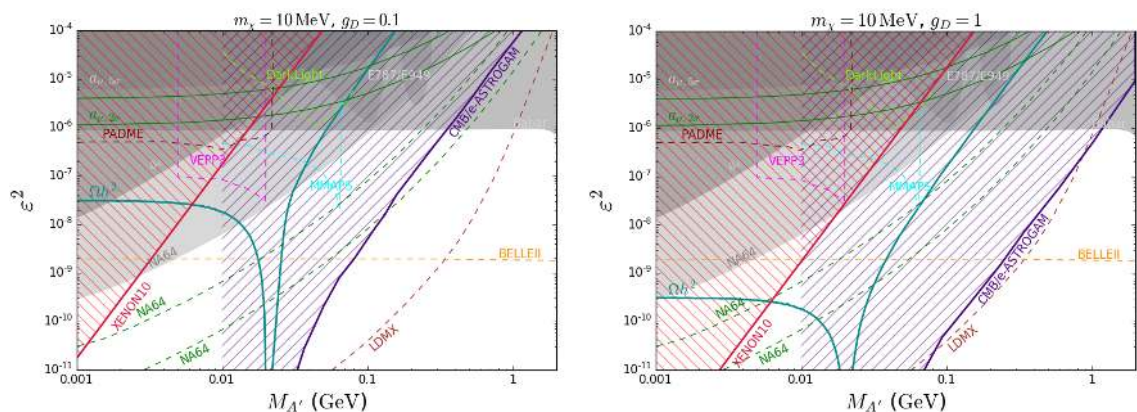 m_χ = 10 MeV, g_D = 0.1
10^-4
10^-5
10^-6
10^-7
10^-8
10^-9
10^-10
10^-11
ε^2
a_μ,5σ
a_μ,2σ
PADME
VEPP3
DarkLight
E787/E949
MMAPS
CMB/e-ASTROGAM
Ωh^2
NA64
BELLEII
XENON10
NA64
NA64
LDMX
0.001
0.01
0.1
1
M_A′ (GeV)
m_χ = 10 MeV, g_D = 1
10^-4
10^-5
10^-6
10^-7
10^-8
10^-9
10^-10
10^-11
ε^2
a_μ,5σ
a_μ,2σ
PADME
VEPP3
DarkLight
E787/E949
MMAPS
CMB/e-ASTROGAM
NA64
BELLEII
Ωh^2
NA64
XENON10
NA64
LDMX
0.001
0.01
0.1
1
M_A′ (GeV)